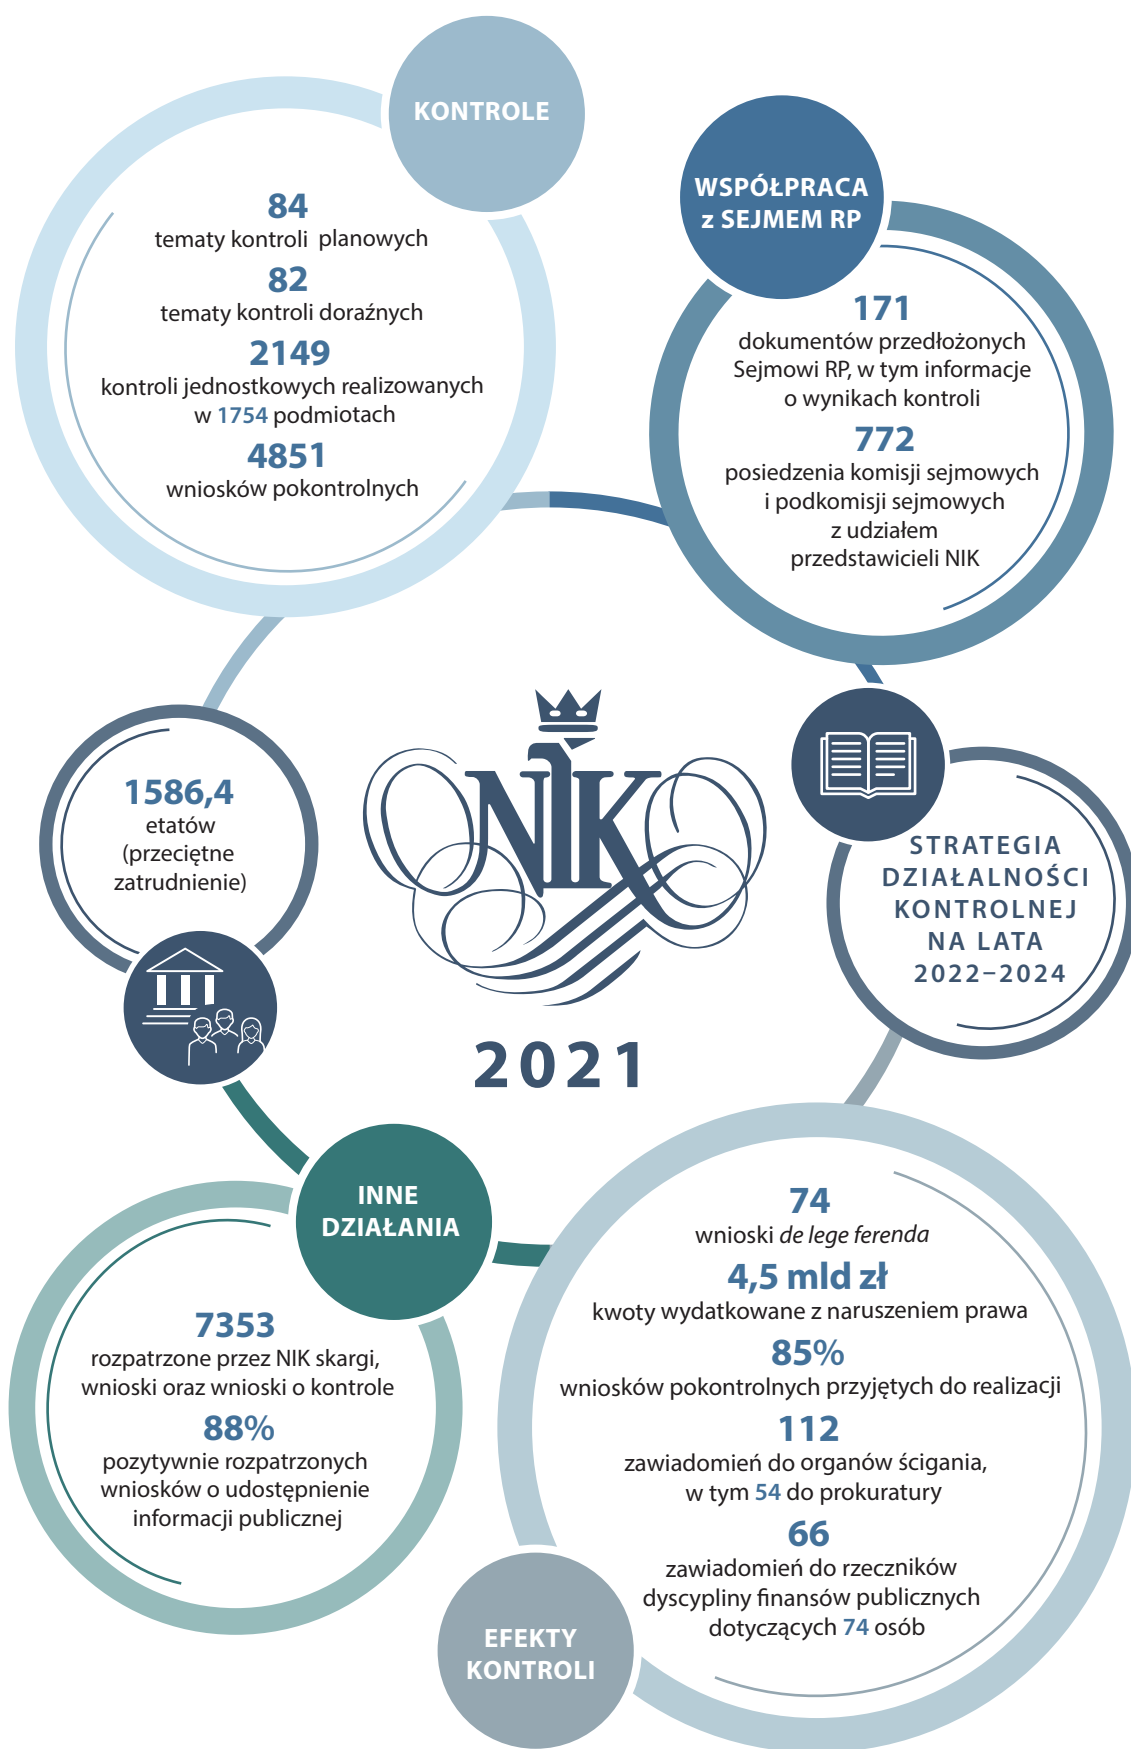 KONTROLE
84
tematy kontroli planowych
82
tematy kontroli doraźnych
2149
kontroli jednostkowych realizowanych
w 1754 podmiotach
4851
wniosków pokontrolnych
WSPÓŁPRACA
z SEJMEM RP
171
dokumentów przedłożonych
Sejmowi RP, w tym informacje
o wynikach kontroli
772
posiedzenia komisji sejmowych
i podkomisji sejmowych
z udziałem
przedstawicieli NIK
1586,4
etatów
(przeciętne
zatrudnienie)
NIK
2021
STRATEGIA
DZIAŁALNOŚCI
KONTROLNEJ
NA LATA
2022–2024
INNE
DZIAŁANIA
7353
rozpatrzone przez NIK skargi,
wnioski oraz wnioski o kontrole
88%
pozytywnie rozpatrzonych
wniosków o udostępnienie
informacji publicznej
74
wnioski de lege ferenda
4,5 mld zł
kwoty wydatkowane z naruszeniem prawa
85%
wniosków pokontrolnych przyjętych do realizacji
112
zawiadomień do organów ścigania,
w tym 54 do prokuratury
66
zawiadomień do rzeczników
dyscypliny finansów publicznych
dotyczących 74 osób
EFEKTY
KONTROLI